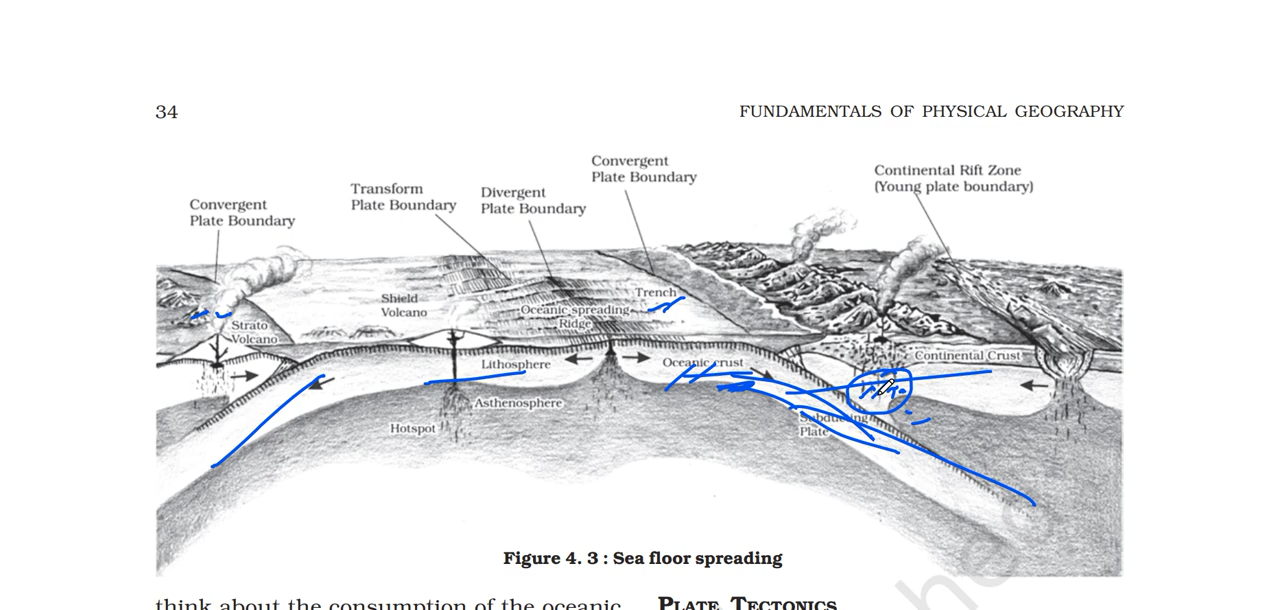 34
FUNDAMENTALS OF PHYSICAL GEOGRAPHY
Convergent
Plate Boundary
Transform
Plate Boundary
Divergent
Plate Boundary
Convergent
Plate Boundary
Continental Rift Zone
(Young plate boundary)
Strato
Volcano
Shield
Volcano
Trench
Oceanic spreading
Ridge
Lithosphere
Oceanic crust
Continental Crust
Asthenosphere
Hotspot
Subducting
Plate
Figure 4. 3 : Sea floor spreading
think about the consumption of the oceanic
PLATE TECTONICS